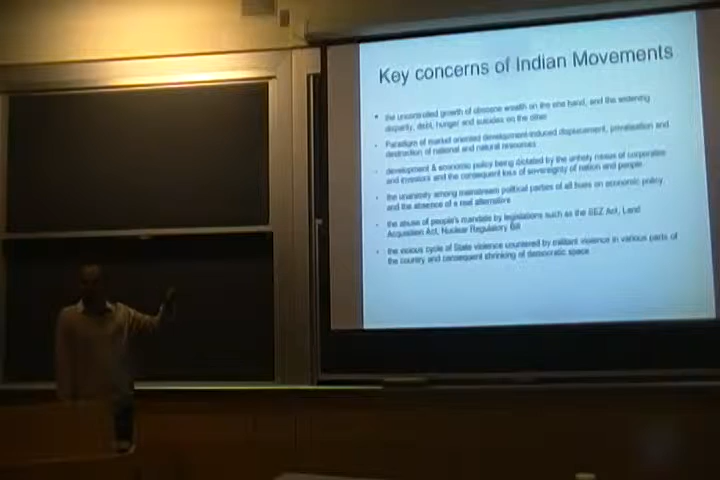 Key concerns of Indian Movements
the uncontrolled growth of obscene wealth on the one hand, and the widening
disparity, debt, hunger and suicides on the other
Paradigm of market oriented development-induced displacement, privatisation and
destruction of national and natural resources
development & economic policy being dictated by the unholy nexus of corporates
and investors and the consequent loss of sovereignty of nation and people
the unanimity among mainstream political parties of all hues on economic policy,
and the absence of a real alternative
the abuse of people's mandate by legislations such as the SEZ Act, Land
Acquisition Act, Nuclear Regulatory Bill
the vicious cycle of State violence countered by militant violence in various parts of
the country and consequent shrinking of democratic space